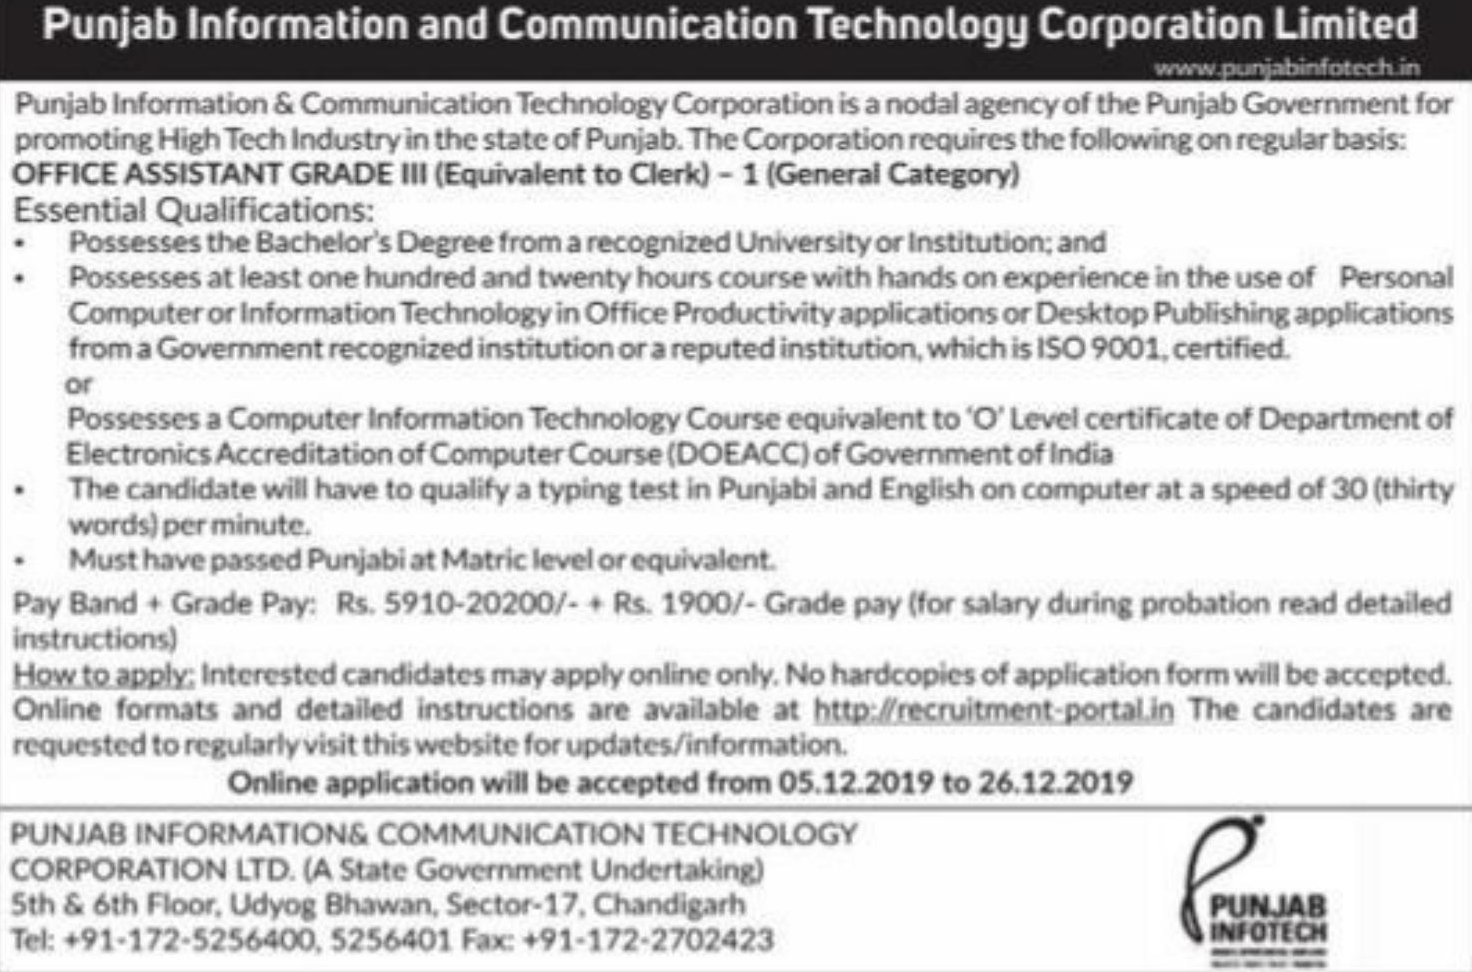 Punjab Information and Communication Technology Corporation Limited
www.punjabinfotech.in
Punjab Information & Communication Technology Corporation is a nodal agency of the Punjab Government for
promoting High Tech Industry in the state of Punjab. The Corporation requires the following on regular basis:
OFFICE ASSISTANT GRADE III (Equivalent to Clerk) – 1 (General Category)
Essential Qualifications:
• Possesses the Bachelor's Degree from a recognized University or Institution; and
• Possesses at least one hundred and twenty hours course with hands on experience in the use of Personal
Computer or Information Technology in Office Productivity applications or Desktop Publishing applications
from a Government recognized institution or a reputed institution, which is ISO 9001, certified.
or
Possesses a Computer Information Technology Course equivalent to 'O' Level certificate of Department of
Electronics Accreditation of Computer Course (DOEACC) of Government of India
• The candidate will have to qualify a typing test in Punjabi and English on computer at a speed of 30 (thirty
words) per minute.
• Must have passed Punjabi at Matric level or equivalent.
Pay Band + Grade Pay: Rs. 5910-20200/- + Rs. 1900/- Grade pay (for salary during probation read detailed
instructions)
How to apply: Interested candidates may apply online only. No hardcopies of application form will be accepted.
Online formats and detailed instructions are available at http://recruitment-portal.in The candidates are
requested to regularly visit this website for updates/information.
Online application will be accepted from 05.12.2019 to 26.12.2019
PUNJAB INFORMATION& COMMUNICATION TECHNOLOGY
CORPORATION LTD. (A State Government Undertaking)
5th & 6th Floor, Udyog Bhawan, Sector-17, Chandigarh
Tel: +91-172-5256400, 5256401 Fax: +91-172-2702423
PUNJAB
INFOTECH